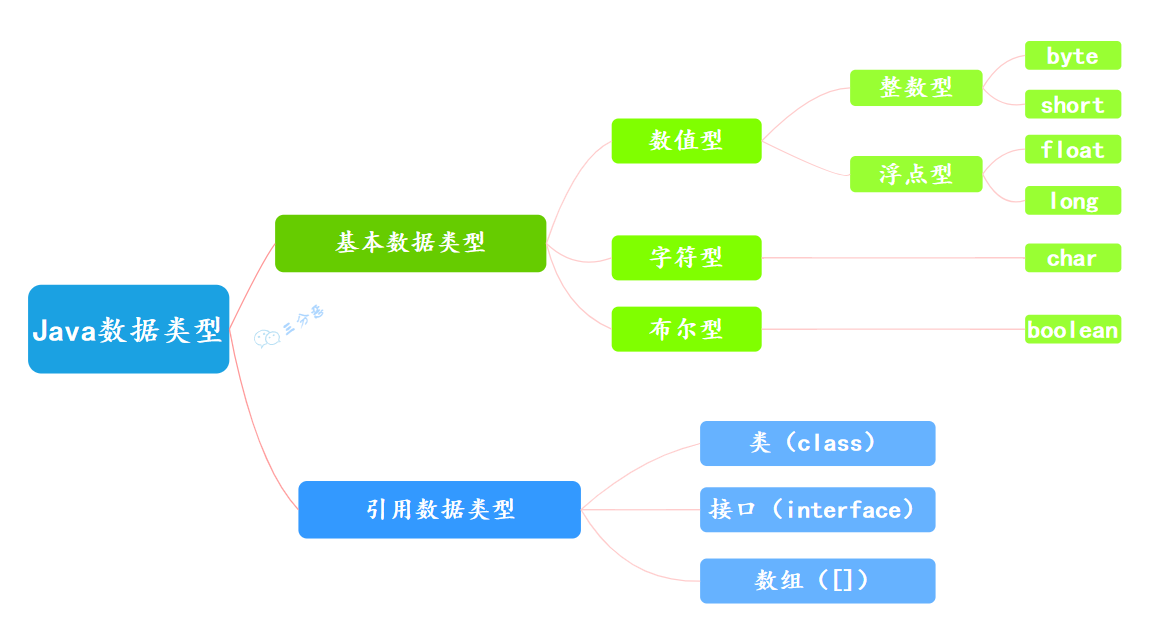 Java数据类型
基本数据类型
数值型
整数型
byte
short
浮点型
float
long
字符型
char
布尔型
boolean
三分恶
引用数据类型
类（class）
接口（interface）
数组（[]）